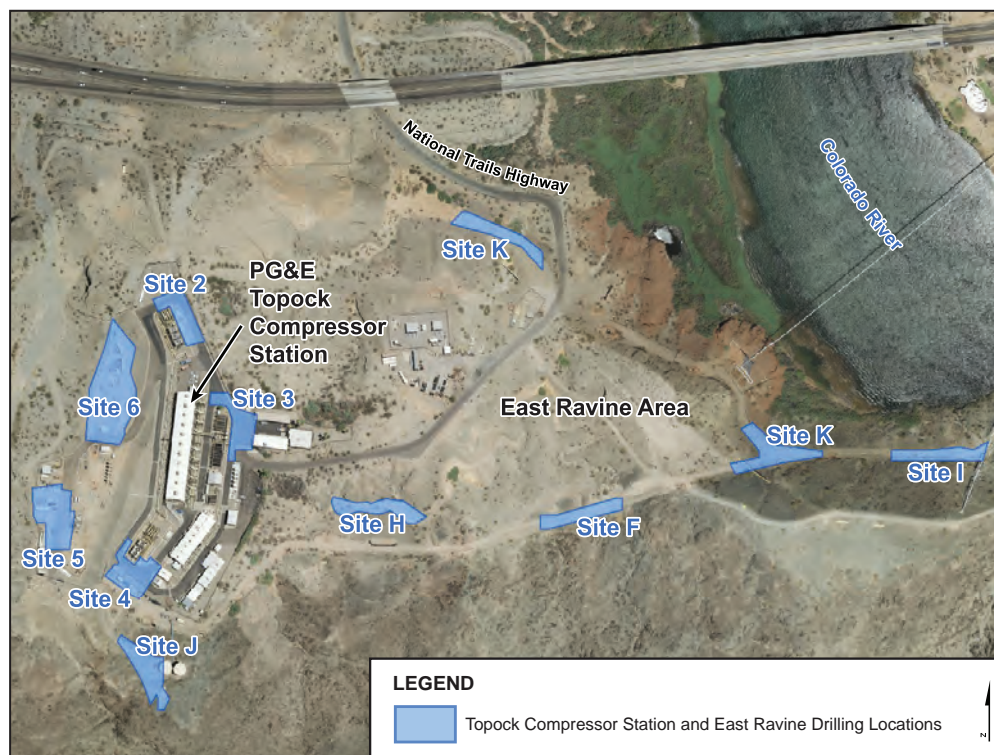 National Trails Highway
Colorado River
Site K
Site 2
PG&E
Topock
Compressor
Station
Site 6
Site 3
East Ravine Area
Site K
Site I
Site H
Site F
Site 5
Site 4
Site J
LEGEND
Topock Compressor Station and East Ravine Drilling Locations
N